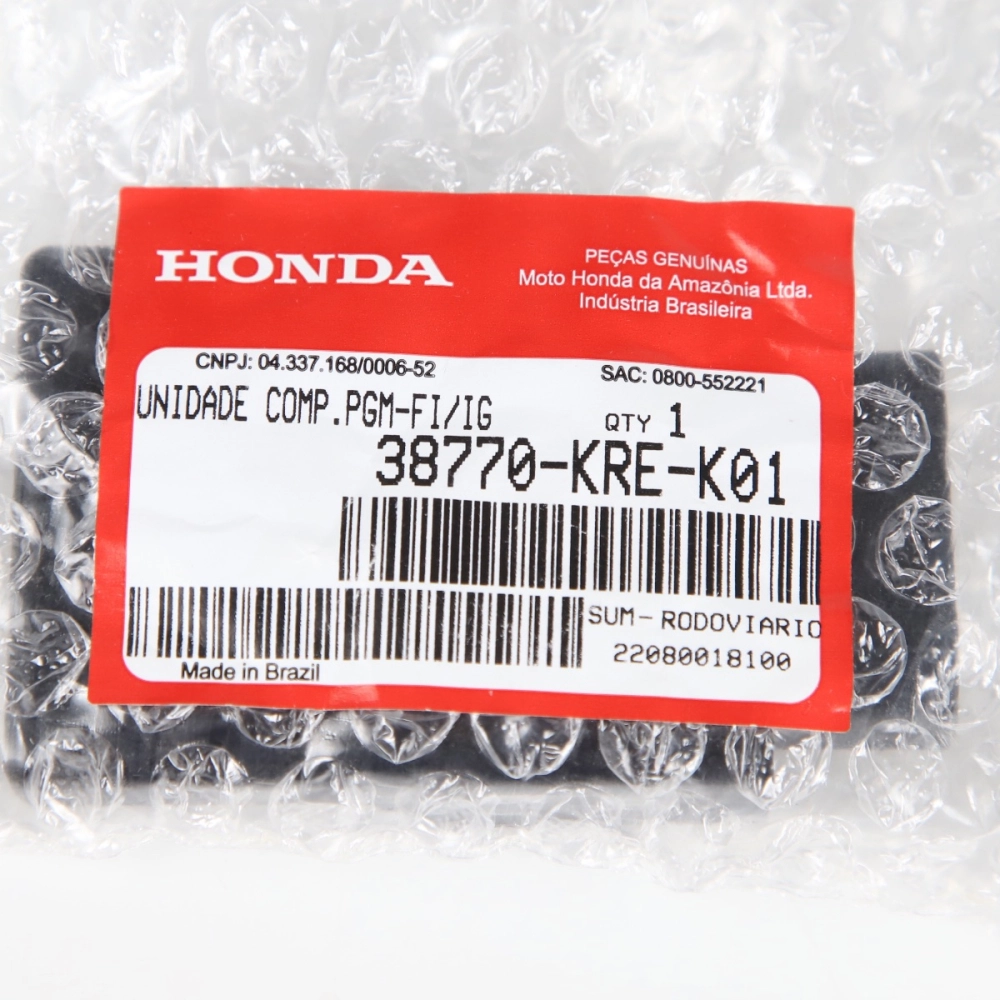 HONDA
PEÇAS GENUÍNAS
Moto Honda da Amazônia Ltda.
Indústria Brasileira
CNPJ: 04.337.168/0006-52
SAC: 0800-552221
UNIDADE COMP.PGM-FI/IG
QTY 1
38770-KRE-K01
SUM-RODOVIARIO
22080018100
Made in Brazil